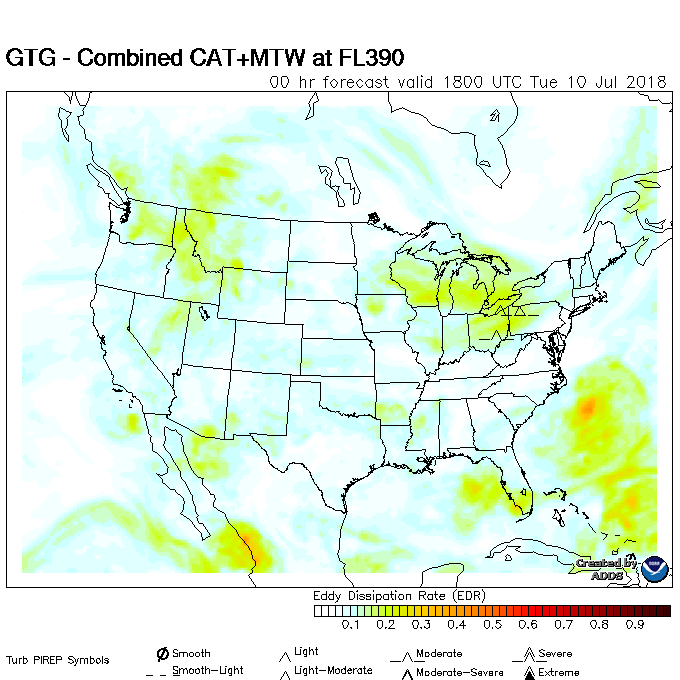 GTG - Combined CAT+MTW at FL390
00 hr forecast valid 1800 UTC Tue 10 Jul 2018
Created by
ADDS
Eddy Dissipation Rate (EDR)
0.1 0.2 0.3 0.4 0.5 0.6 0.7 0.8 0.9
Turb PIREP Symbols
Smooth Light Moderate Severe
Smooth-Light Light-Moderate Moderate-Severe Extreme